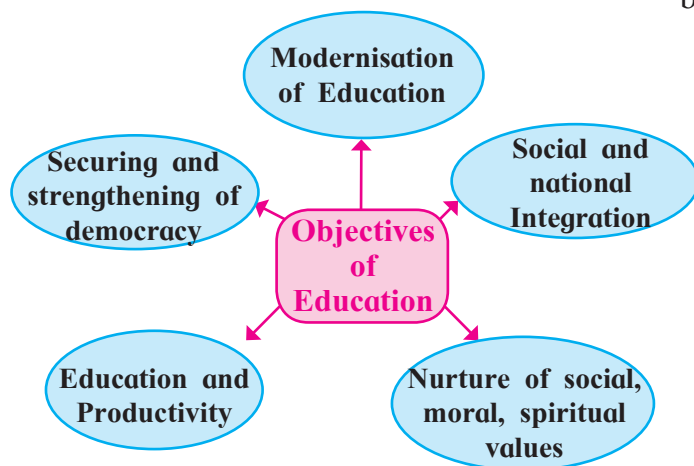 Modernisation
of Education
Securing and
strengthening of
democracy
Social and
national
Integration
Objectives
of
Education
Education and
Productivity
Nurture of social,
moral, spiritual
values